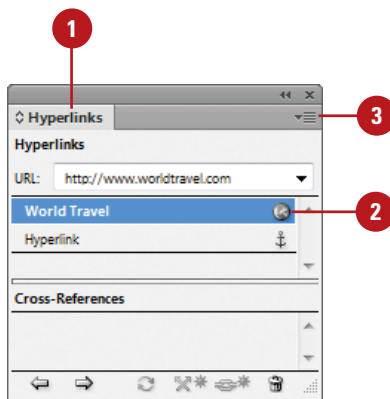 1
Hyperlinks
3
Hyperlinks
URL: http://www.worldtravel.com
World Travel
2
Hyperlink
Cross-References